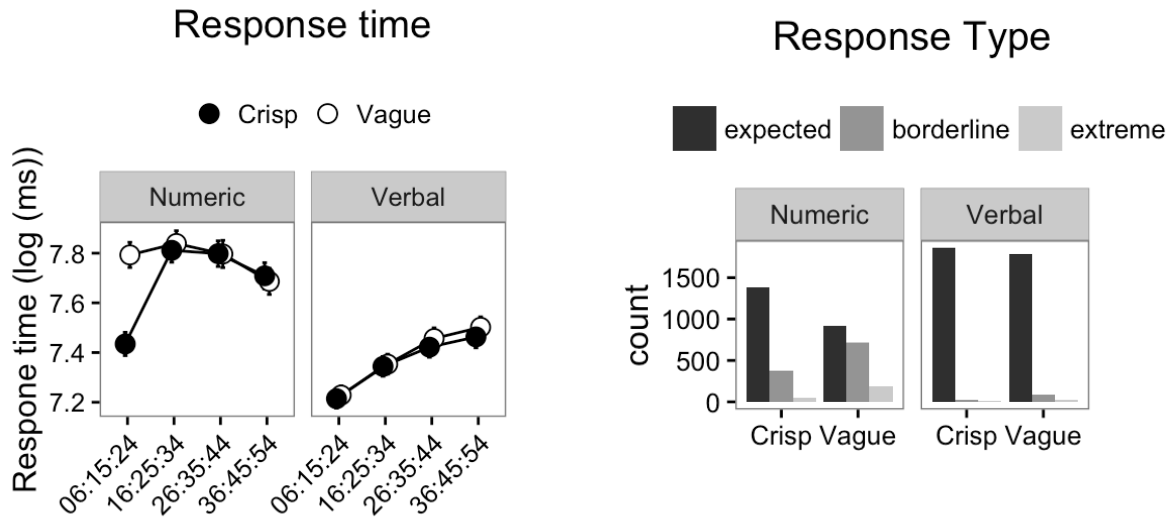 Response time
Crisp Vague
Numeric Verbal
Respone time (log (ms))
7.8
7.6
7.4
7.2
06:15:24 16:25:34 26:35:44 36:45:54 06:15:24 16:25:34 26:35:44 36:45:54
Response Type
expected borderline extreme
Numeric Verbal
count
1500
1000
500
0
Crisp Vague Crisp Vague